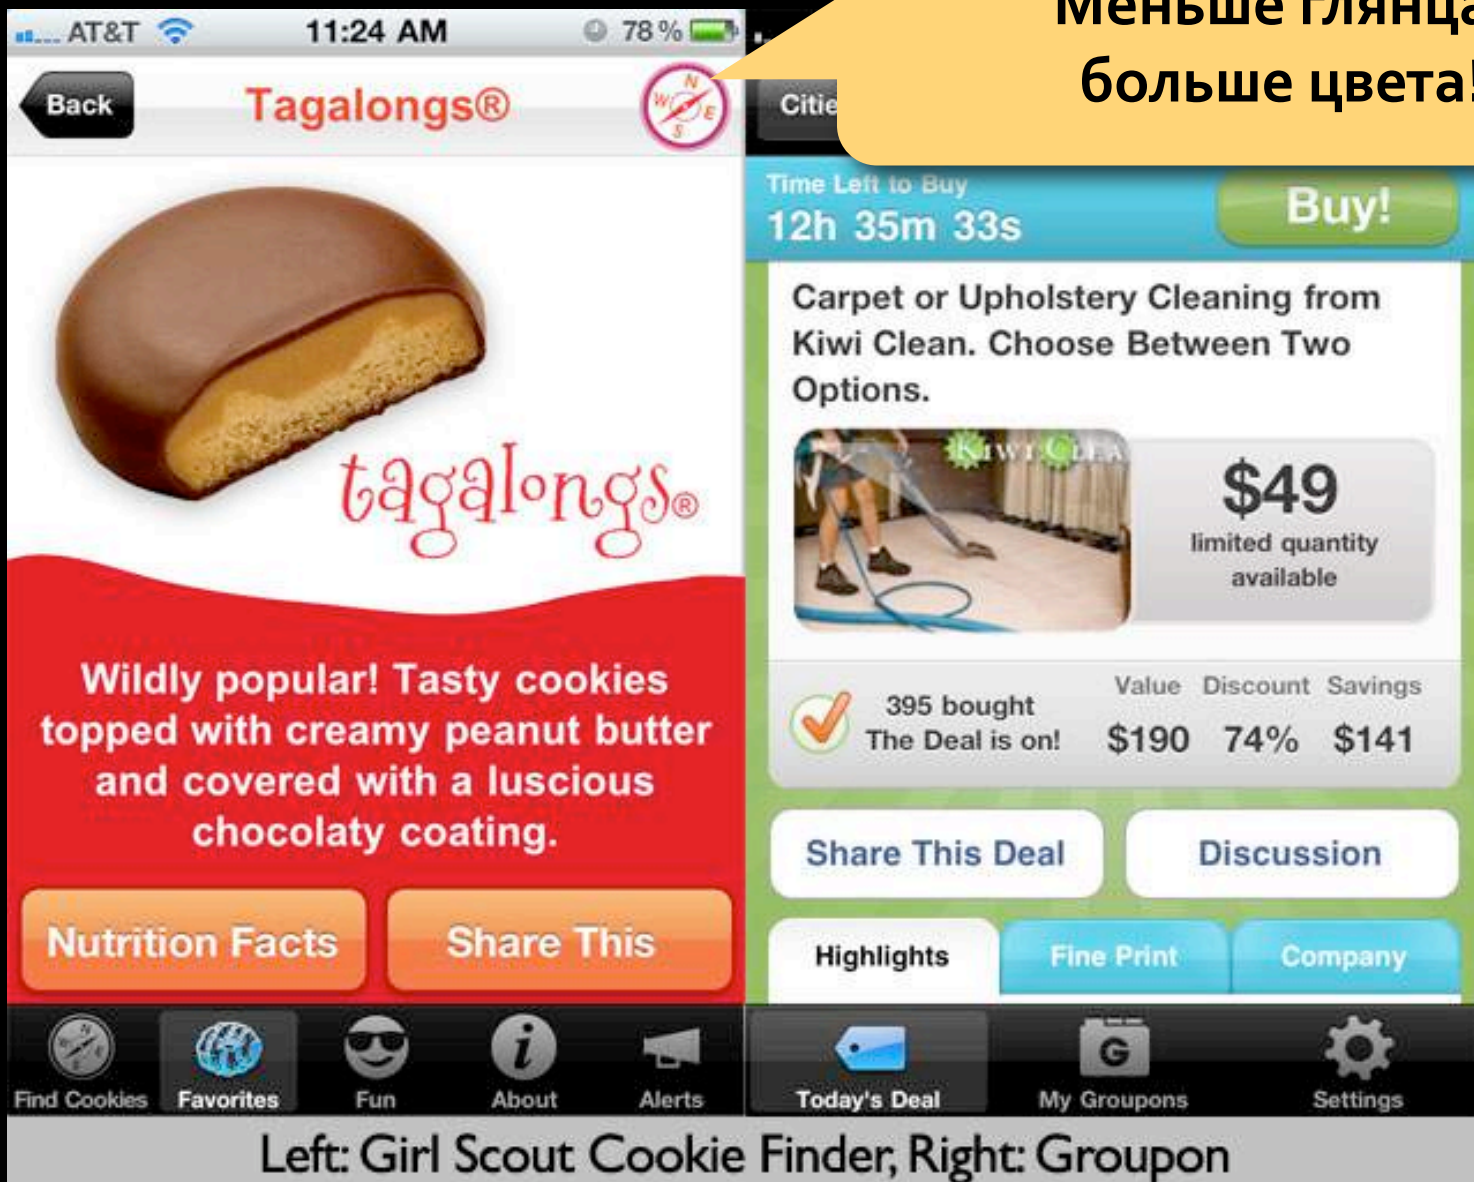 Меньше глянца
больше цвета!
AT&T
11:24 AM
78%
Back
Tagalongs®
N
W
E
S
tagalongs®
Wildly popular! Tasty cookies
topped with creamy peanut butter
and covered with a luscious
chocolaty coating.
Nutrition Facts
Share This
Find Cookies
Favorites
Fun
About
Alerts
Citie
Time Left to Buy
12h 35m 33s
Buy!
Carpet or Upholstery Cleaning from
Kiwi Clean. Choose Between Two
Options.
KIWI CLEA
$49
limited quantity
available
395 bought
The Deal is on!
Value Discount Savings
$190 74% $141
Share This Deal
Discussion
Highlights
Fine Print
Company
G
Today's Deal
My Groupons
Settings
Left: Girl Scout Cookie Finder, Right: Groupon